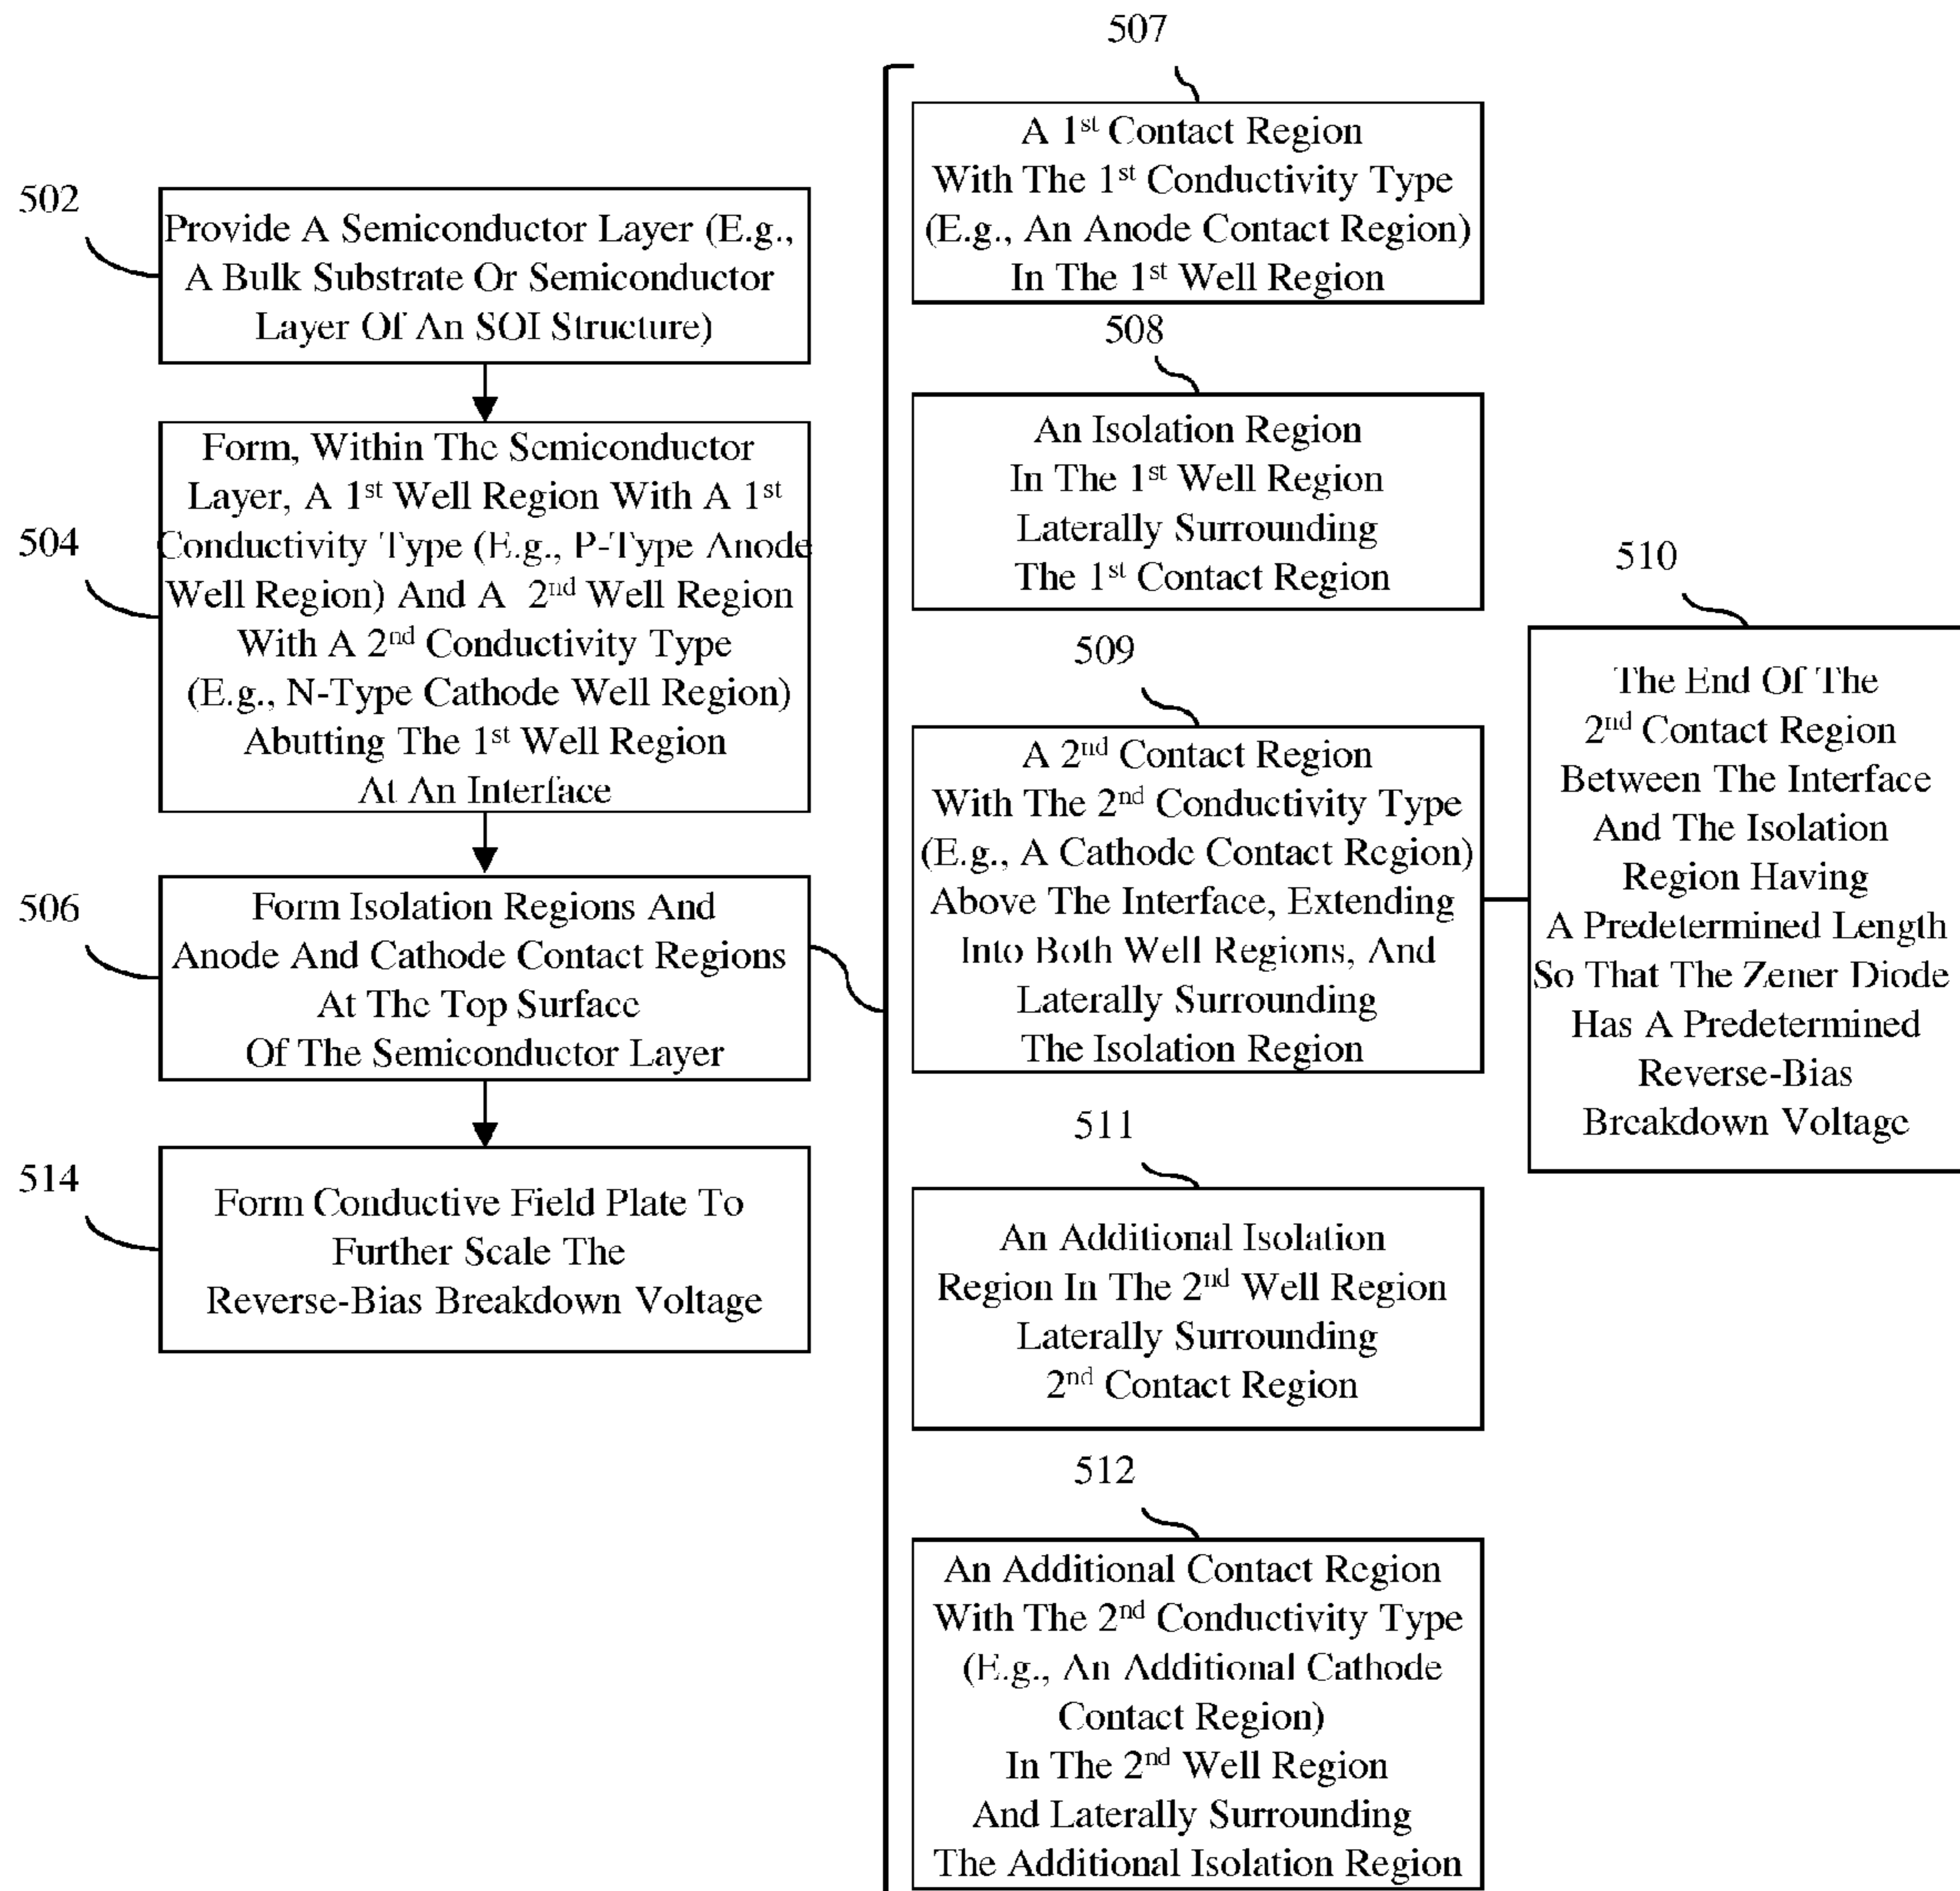 502
Provide A Semiconductor Layer (E.g.,
A Bulk Substrate Or Semiconductor
Layer Of An SOI Structure)
504
Form, Within The Semiconductor
Layer, A 1st Well Region With A 1st
Conductivity Type (E.g., P-Type Anode
Well Region) And A 2nd Well Region
With A 2nd Conductivity Type
(E.g., N-Type Cathode Well Region)
Abutting The 1st Well Region
At An Interface
506
Form Isolation Regions And
Anode And Cathode Contact Regions
At The Top Surface
Of The Semiconductor Layer
514
Form Conductive Field Plate To
Further Scale The
Reverse-Bias Breakdown Voltage
507
A 1st Contact Region
With The 1st Conductivity Type
(E.g., An Anode Contact Region)
In The 1st Well Region
508
An Isolation Region
In The 1st Well Region
Laterally Surrounding
The 1st Contact Region
509
A 2nd Contact Region
With The 2nd Conductivity Type
(E.g., A Cathode Contact Region)
Above The Interface, Extending
Into Both Well Regions, And
Laterally Surrounding
The Isolation Region
510
The End Of The
2nd Contact Region
Between The Interface
And The Isolation
Region Having
A Predetermined Length
So That The Zener Diode
Has A Predetermined
Reverse-Bias
Breakdown Voltage
511
An Additional Isolation
Region In The 2nd Well Region
Laterally Surrounding
2nd Contact Region
512
An Additional Contact Region
With The 2nd Conductivity Type
(E.g., An Additional Cathode
Contact Region)
In The 2nd Well Region
And Laterally Surrounding
The Additional Isolation Region